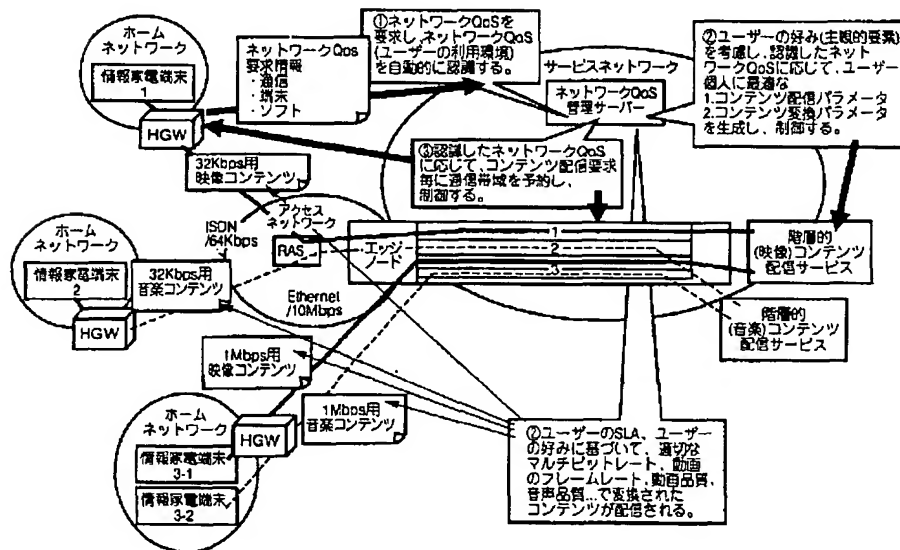 ホーム
ネットワーク
情報家電端末
1
HGW
ネットワークQos
要求情報
・通信
・端末
・ソフト
①ネットワークQoSを
要求し、ネットワークQoS
(ユーザーの利用環境)
を自動的に認識する。
サービスネットワーク
ネットワークQoS
管理サーバー
②ユーザーの好み(主観的要素)
を考慮し、認識したネット
ワークQoSに応じて、ユーザー
個人に最適な
1.コンテンツ配信パラメータ
2.コンテンツ変換パラメータ
を生成し、制御する。
③認識したネットワークQoS
に応じて、コンテンツ配信要求
毎に通信帯域を予約し、
制御する。
32Kbps用
映像コンテンツ
アクセス
ネットワーク
ISDN
/64Kbps
RAS
エッジ
ノード
1
2
3
階層的
(映像)コンテンツ
配信サービス
ホーム
ネットワーク
情報家電端末
2
HGW
32Kbps用
音楽コンテンツ
Ethernet
/10Mbps
階層的
(音楽)コンテンツ
配信サービス
1Mbps用
映像コンテンツ
1Mbps用
音楽コンテンツ
ホーム
ネットワーク
HGW
情報家電端末
3-1
情報家電端末
3-2
②ユーザーのSLA、ユーザー
の好みに基づいて、適切な
マルチビットレート、動画
のフレームレート、動画品質、
音声品質...で変換された
コンテンツが配信される。